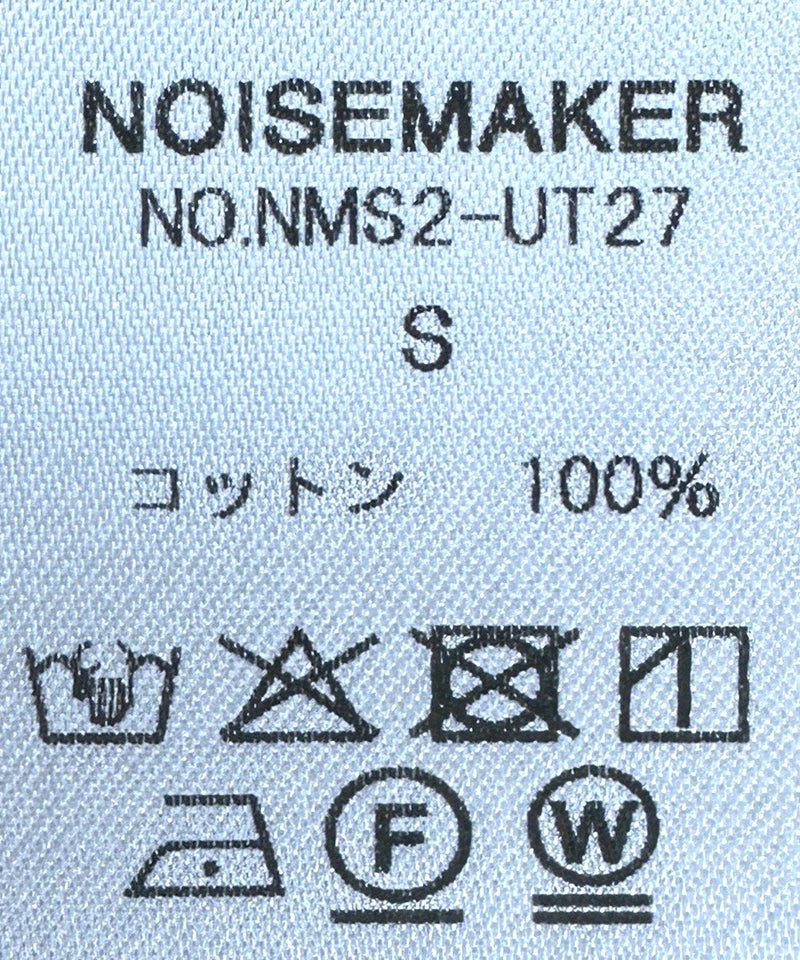 NOISEMAKER
NO.NMS2-UT27
S
コットン 100%
F W